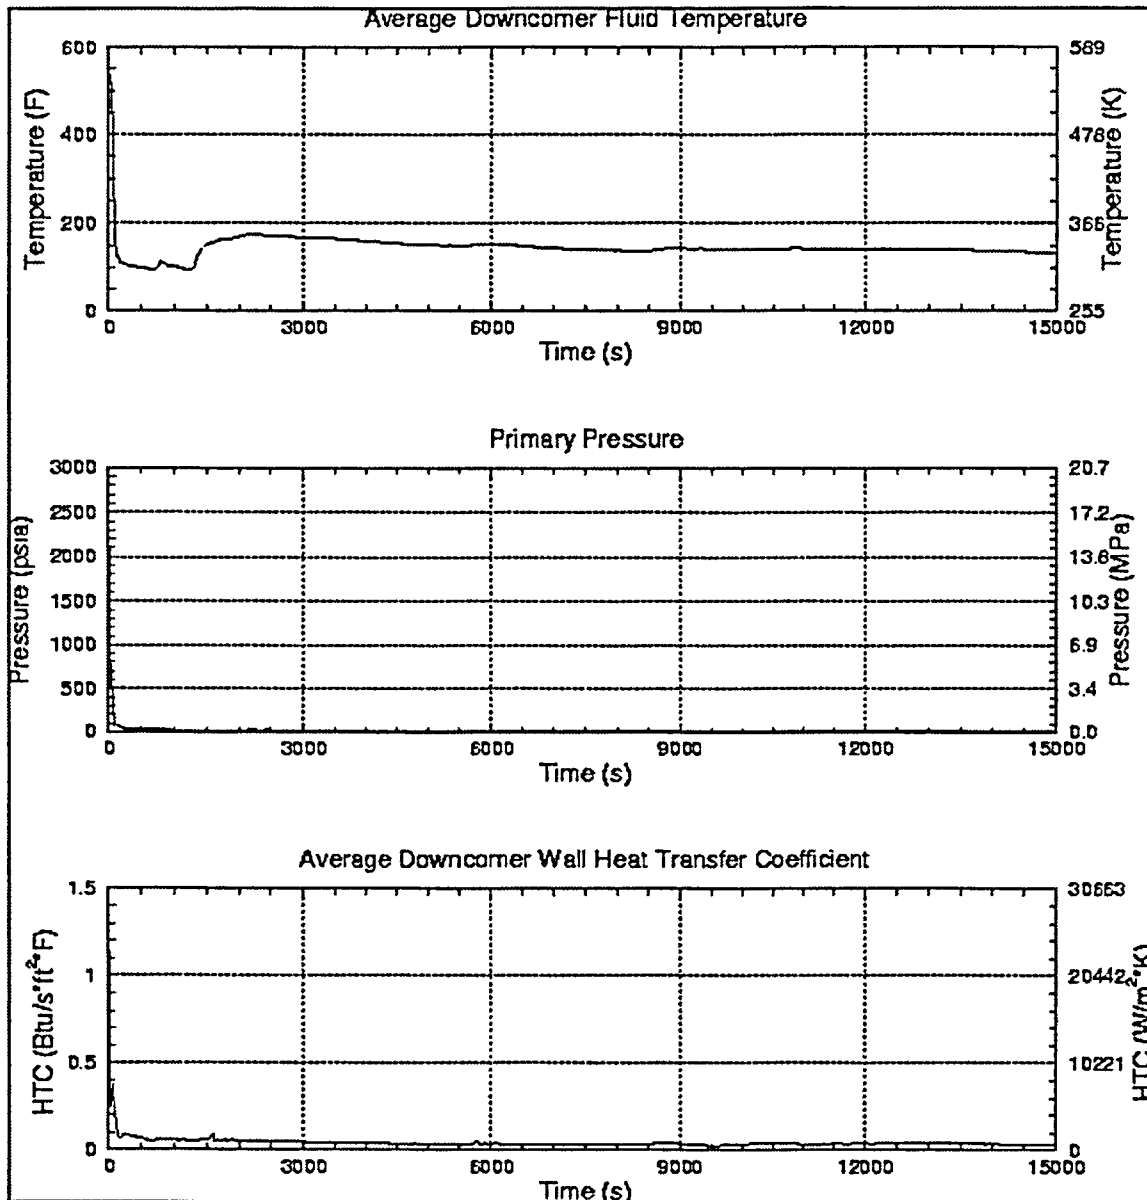 Average Downcomer Fluid Temperature
Temperature (F)
600
400
200
0
589
478
366
255
Temperature (K)
0 3000 6000 9000 12000 15000
Time (s)
Primary Pressure
Pressure (psia)
3000
2500
2000
1500
1000
500
0
20.7
17.2
13.8
10.3
6.9
3.4
0.0
Pressure (MPa)
0 3000 6000 9000 12000 15000
Time (s)
Average Downcomer Wall Heat Transfer Coefficient
HTC (Btu/s*ft²*F)
1.5
1
0.5
0
30663
20442
10221
0
HTC (W/m²*K)
0 3000 6000 9000 12000 15000
Time (s)